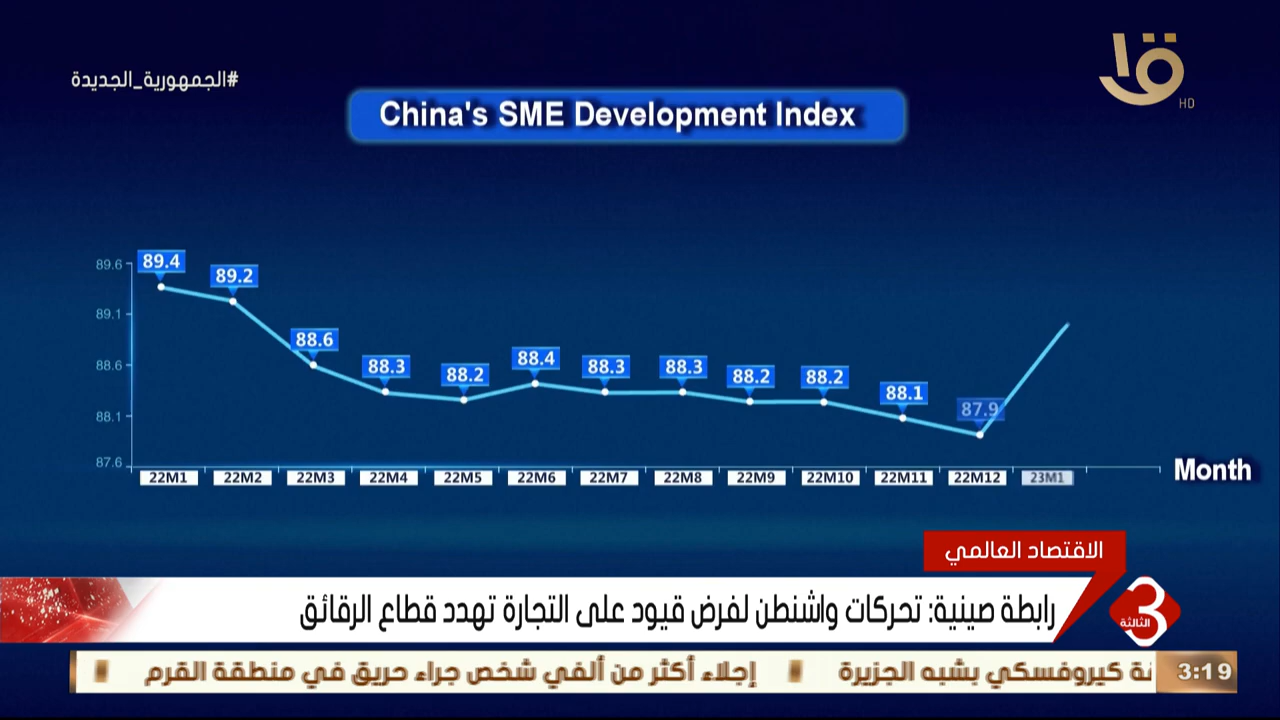 #الجمهورية_الجديدة
HD
China's SME Development Index
89.6
89.1
88.6
88.1
87.6
89.4
89.2
88.6
88.3
88.2
88.4
88.3
88.3
88.2
88.2
88.1
87.9
22M1 22M2 22M3 22M4 22M5 22M6 22M7 22M8 22M9 22M10 22M11 22M12 23M1
Month
الاقتصاد العالمي
رابطة صينية: تحركات واشنطن لفرض قيود على التجارة تهدد قطاع الرقائق
3 الثالثة
كيروفسكي بشبه الجزيرة إجلاء أكثر من ألفي شخص جراء حريق في منطقة القرم
3:19